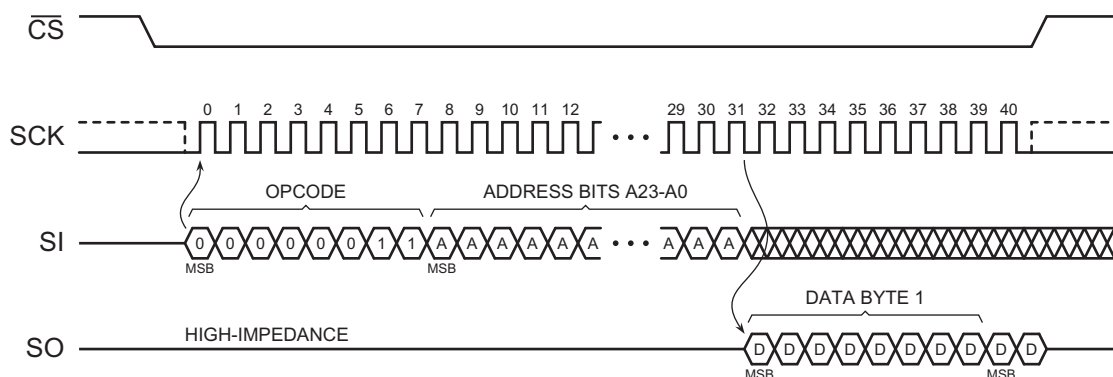 CS
0 1 2 3 4 5 6 7 8 9 10 11 12 29 30 31 32 33 34 35 36 37 38 39 40
SCK
OPCODE
ADDRESS BITS A23-A0
SI
0 0 0 0 0 0 1 1 A A A A A A A A A
MSB
MSB
DATA BYTE 1
HIGH-IMPEDANCE
SO
D D D D D D D D D D
MSB
MSB